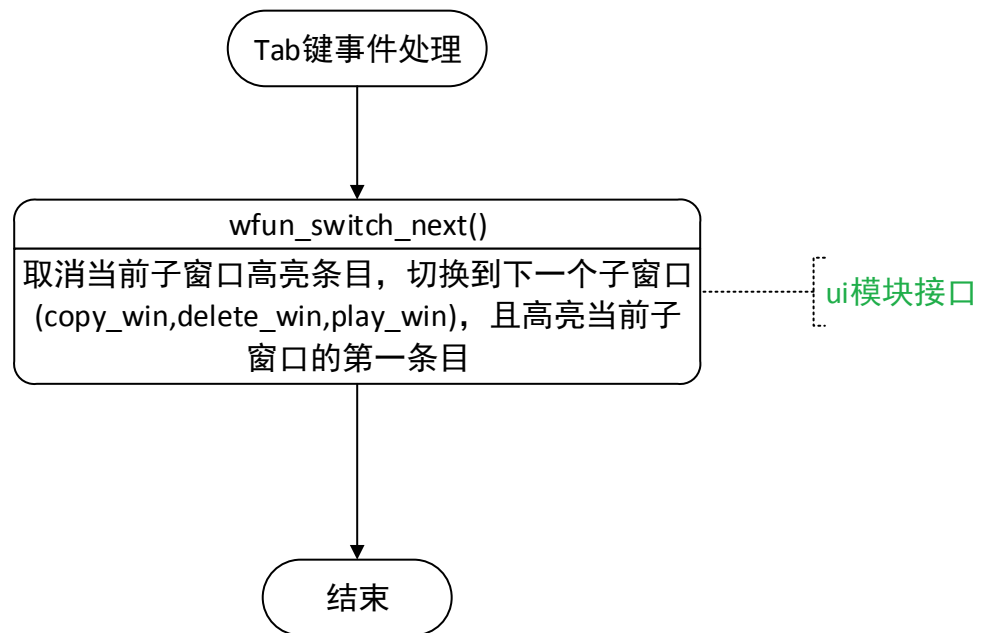 Tab键事件处理
wfun_switch_next()
取消当前子窗口高亮条目，切换到下一个子窗口
(copy_win,delete_win,play_win)，且高亮当前子
窗口的第一条目
ui模块接口
结束